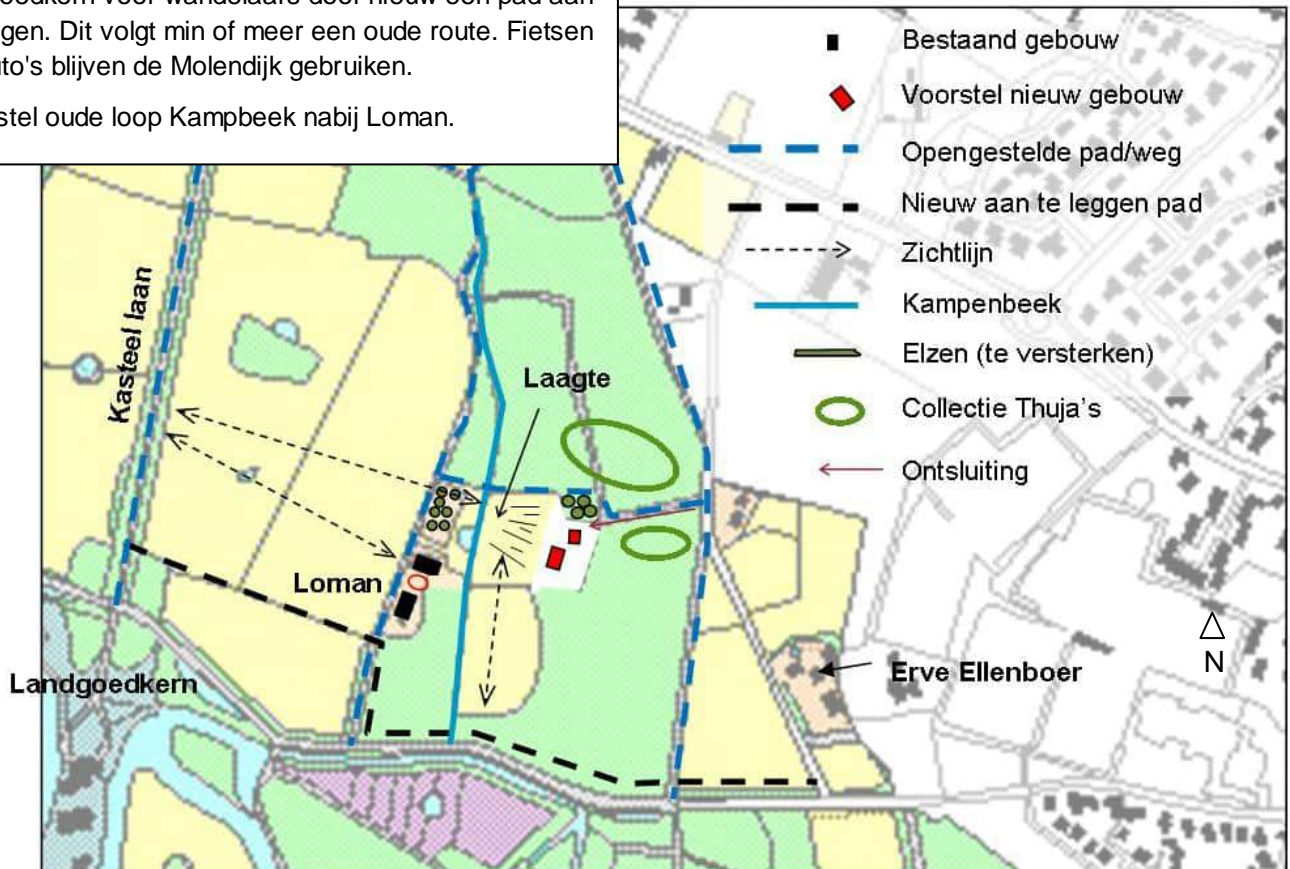 oedkern voor wandelaars door nieuw een pad aan
gen. Dit volgt min of meer een oude route. Fietsen
uto's blijven de Molendijk gebruiken.
stel oude loop Kampbeek nabij Loman.
Bestaand gebouw
Voorstel nieuw gebouw
Opengestelde pad/weg
Nieuw aan te leggen pad
Zichtlijn
Kampenbeek
Elzen (te versterken)
Collectie Thuja's
Ontsluiting
Kasteel laan
Laagte
Loman
Landgoedkern
Erve Ellenboer
N